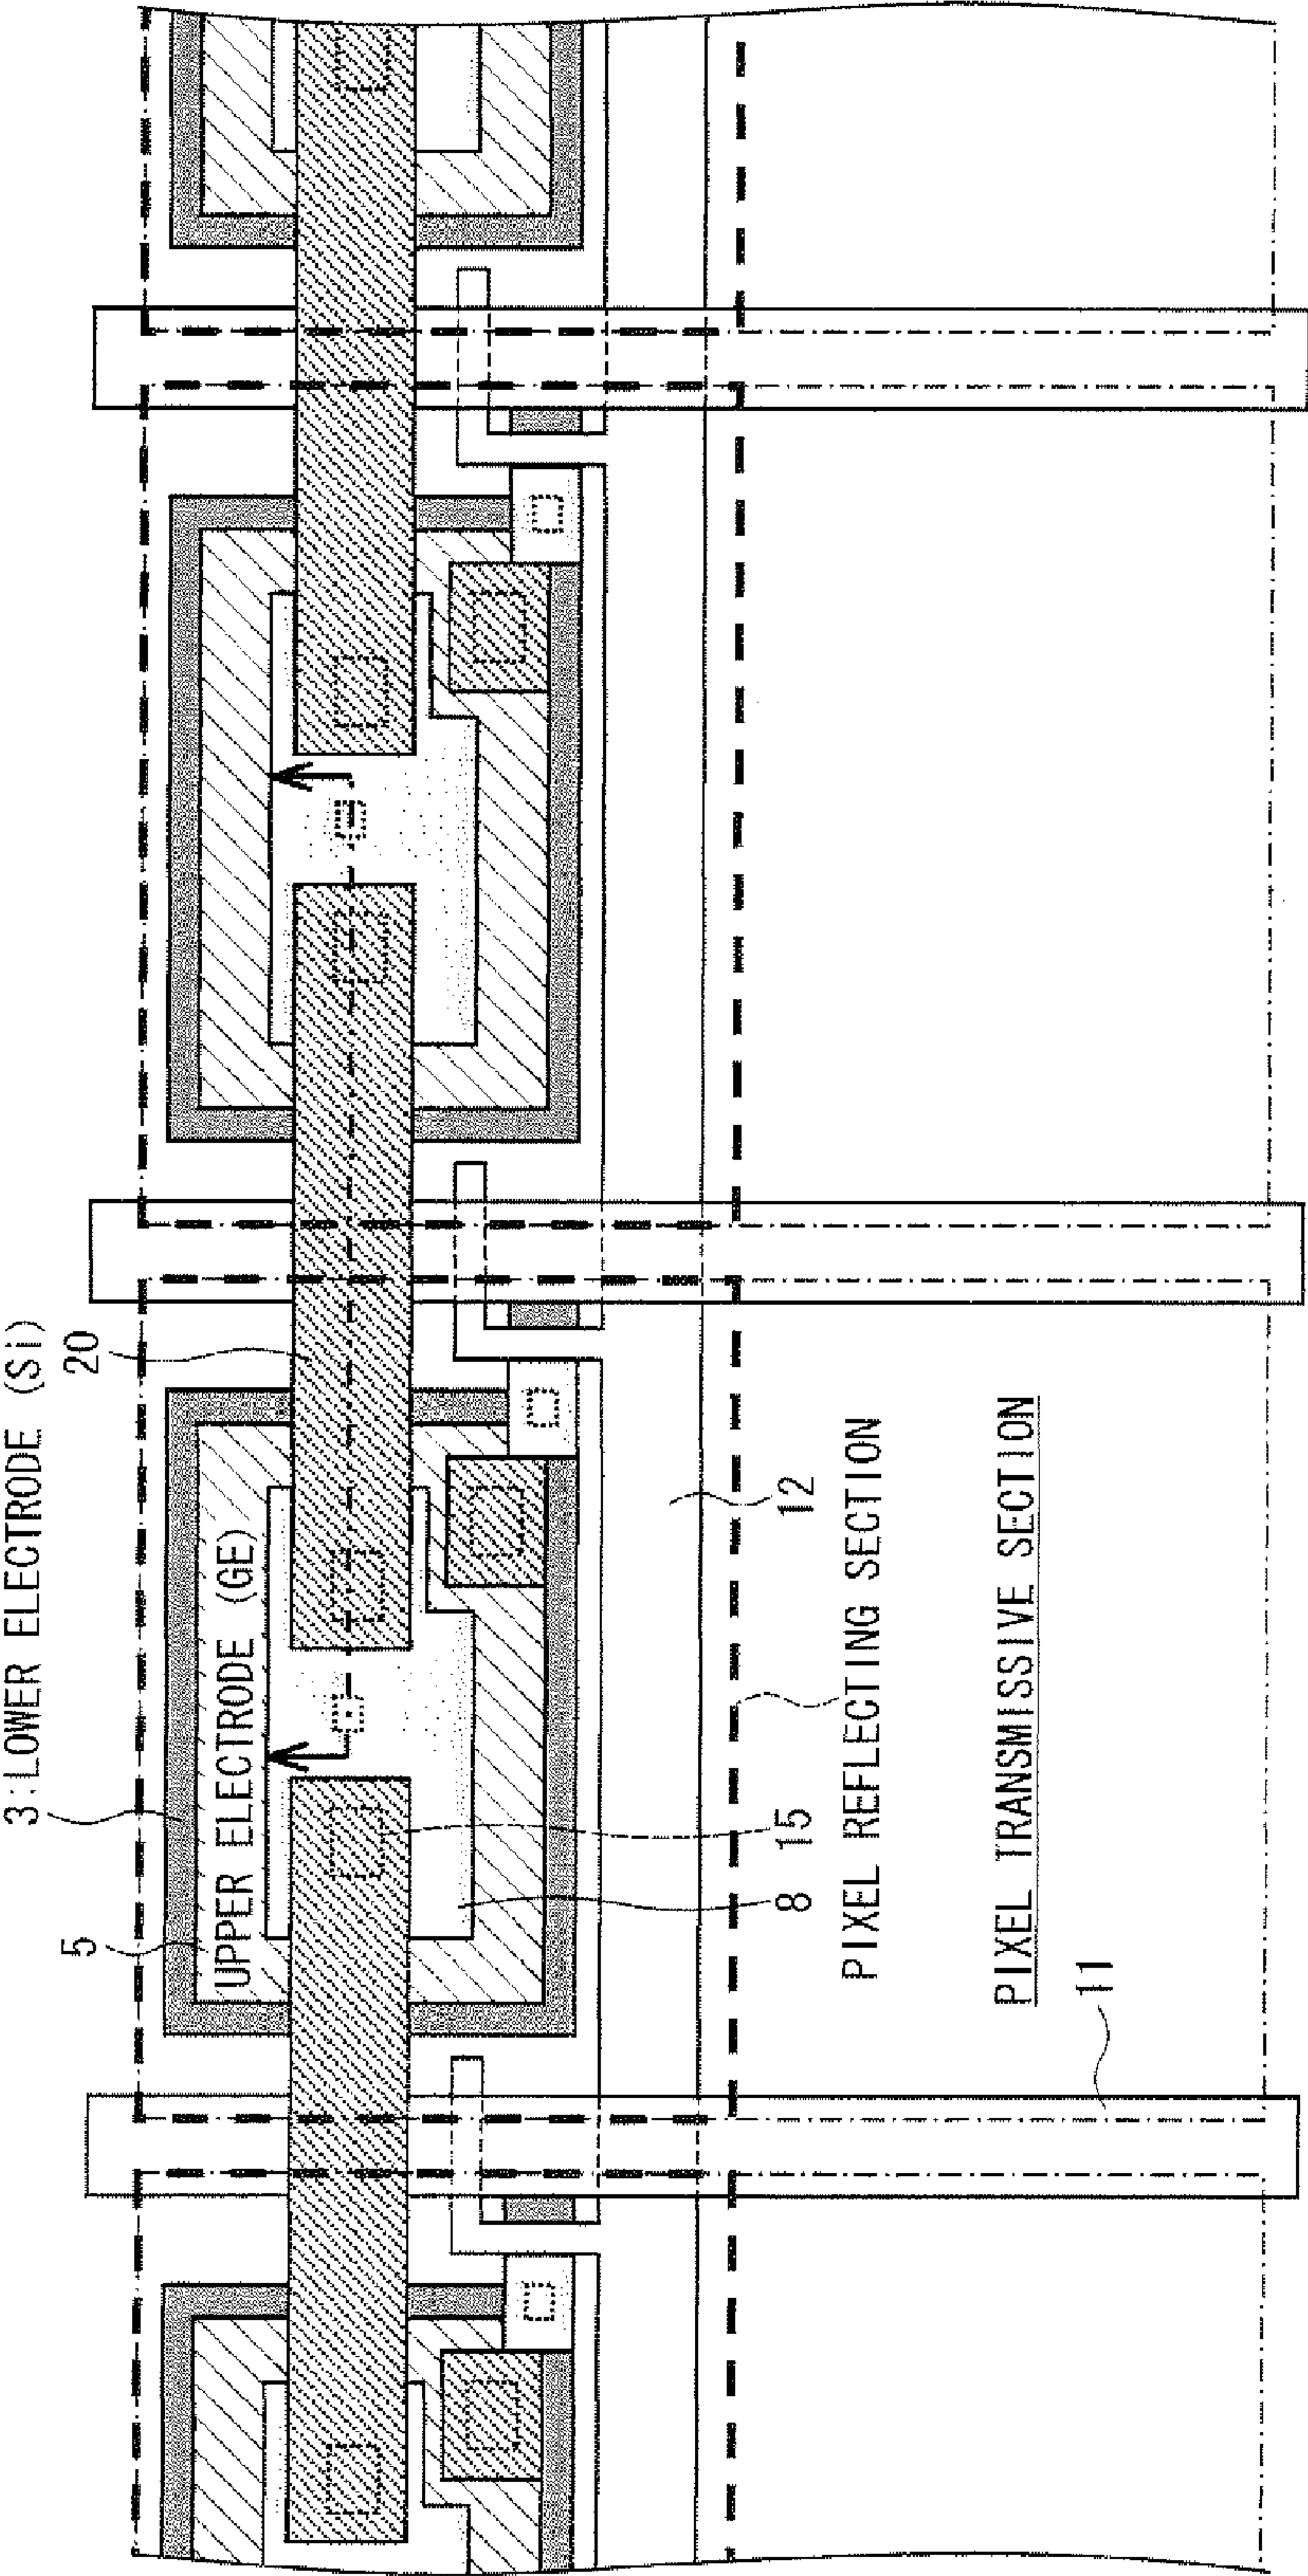 3:LOWER ELECTRODE (Si)
20
5
UPPER ELECTRODE (GE)
8
15
12
PIXEL REFLECTING SECTION
PIXEL TRANSMISSIVE SECTION
11